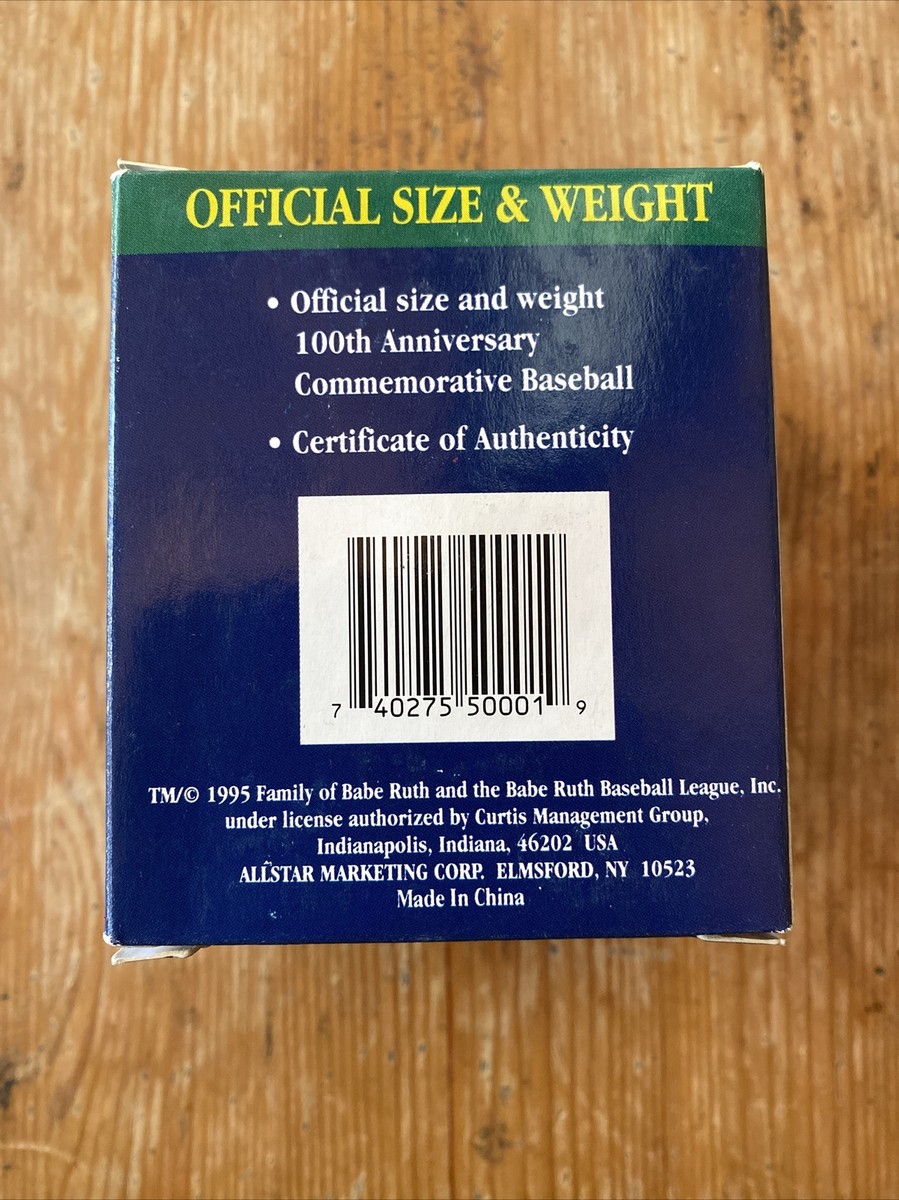 OFFICIAL SIZE & WEIGHT
• Official size and weight
100th Anniversary
Commemorative Baseball
• Certificate of Authenticity
7 40275 50001 9
TM/© 1995 Family of Babe Ruth and the Babe Ruth Baseball League, Inc.
under license authorized by Curtis Management Group,
Indianapolis, Indiana, 46202 USA
ALLSTAR MARKETING CORP. ELMSFORD, NY 10523
Made In China